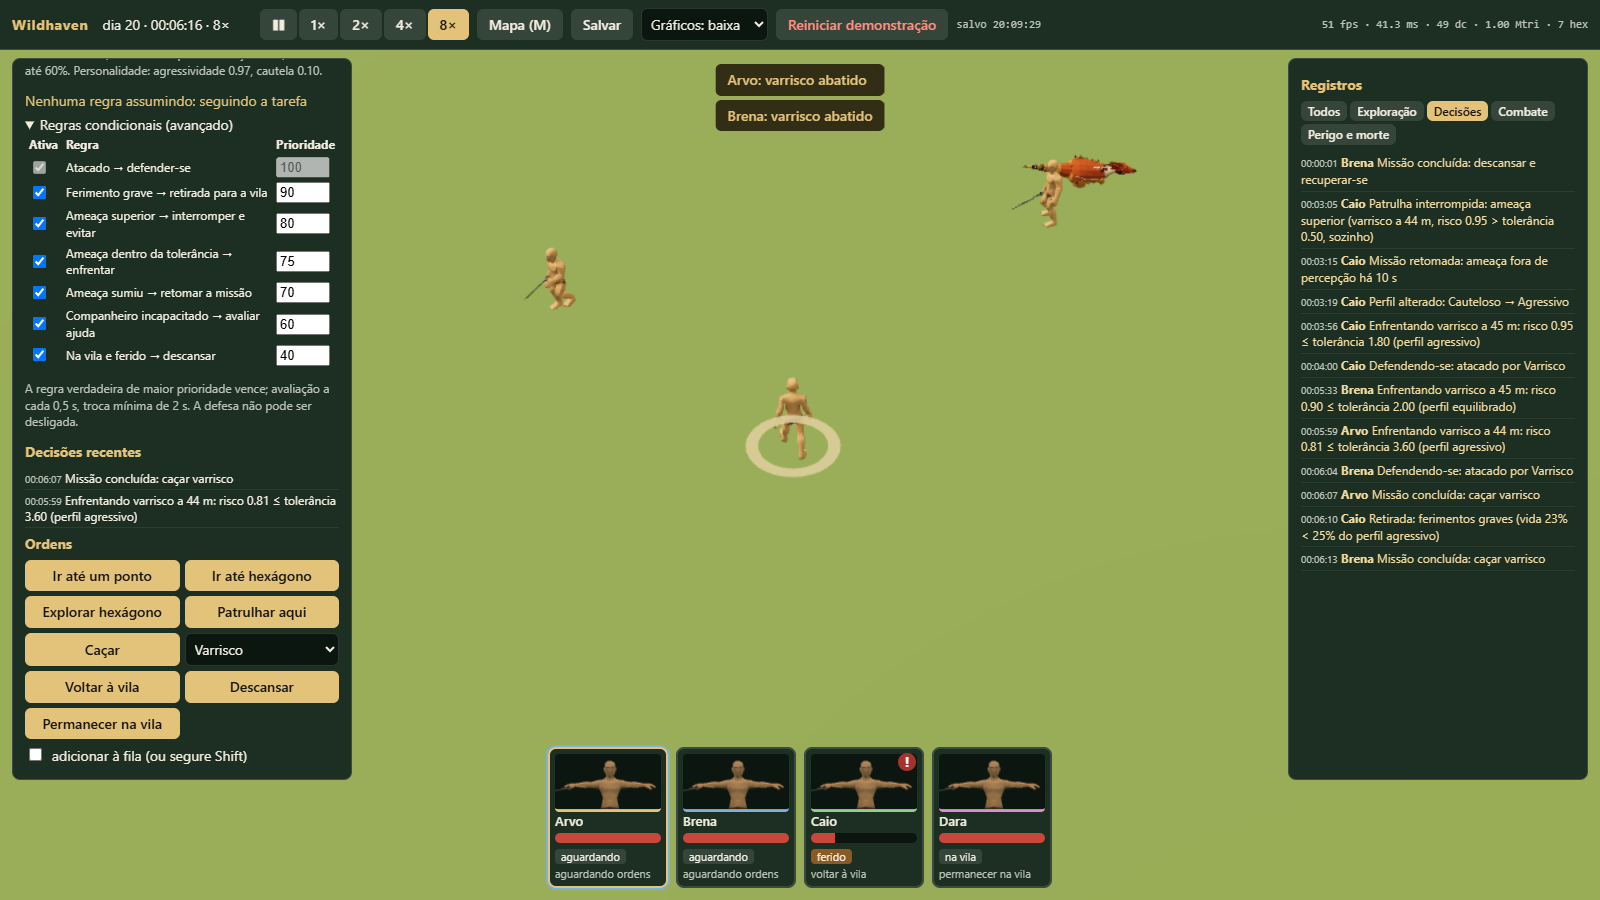 Wildhaven dia 20 · 00:06:16 · 8× 1× 2× 4× 8× Mapa (M) Salvar Gráficos: baixa Reiniciar demonstração salvo 20:09:29 51 fps · 41.3 ms · 49 dc · 1.00 Mtri · 7 hex
até 60%. Personalidade: agressividade 0.97, cautela 0.10.
Nenhuma regra assumindo: seguindo a tarefa
▼ Regras condicionais (avançado)
Ativa Regra Prioridade
Atacado → defender-se 100
Ferimento grave → retirada para a vila 90
Ameaça superior → interromper e
evitar 80
Ameaça dentro da tolerância →
enfrentar 75
Ameaça sumiu → retomar a missão 70
Companheiro incapacitado → avaliar
ajuda 60
Na vila e ferido → descansar 40
A regra verdadeira de maior prioridade vence; avaliação a
cada 0,5 s, troca mínima de 2 s. A defesa não pode ser
desligada.
Decisões recentes
00:06:07 Missão concluída: caçar varrisco
00:05:59 Enfrentando varrisco a 44 m: risco 0.81 ≤ tolerância
3.60 (perfil agressivo)
Ordens
Ir até um ponto Ir até hexágono
Explorar hexágono Patrulhar aqui
Caçar Varrisco
Voltar à vila Descansar
Permanecer na vila
adicionar à fila (ou segure Shift)
Arvo: varrisco abatido
Brena: varrisco abatido
Arvo
aguardando
aguardando ordens
Brena
aguardando
aguardando ordens
!
Caio
ferido
voltar à vila
Dara
na vila
permanecer na vila
Registros
Todos Exploração Decisões Combate
Perigo e morte
00:00:01 Brena Missão concluída: descansar e
recuperar-se
00:03:05 Caio Patrulha interrompida: ameaça
superior (varrisco a 44 m, risco 0.95 > tolerância
0.50, sozinho)
00:03:15 Caio Missão retomada: ameaça fora de
percepção há 10 s
00:03:19 Caio Perfil alterado: Cauteloso → Agressivo
00:03:56 Caio Enfrentando varrisco a 45 m: risco 0.95
≤ tolerância 1.80 (perfil agressivo)
00:04:00 Caio Defendendo-se: atacado por Varrisco
00:05:33 Brena Enfrentando varrisco a 45 m: risco
0.90 ≤ tolerância 2.00 (perfil equilibrado)
00:05:59 Arvo Enfrentando varrisco a 44 m: risco
0.81 ≤ tolerância 3.60 (perfil agressivo)
00:06:04 Brena Defendendo-se: atacado por Varrisco
00:06:07 Arvo Missão concluída: caçar varrisco
00:06:10 Caio Retirada: ferimentos graves (vida 23%
< 25% do perfil agressivo)
00:06:13 Brena Missão concluída: caçar varrisco